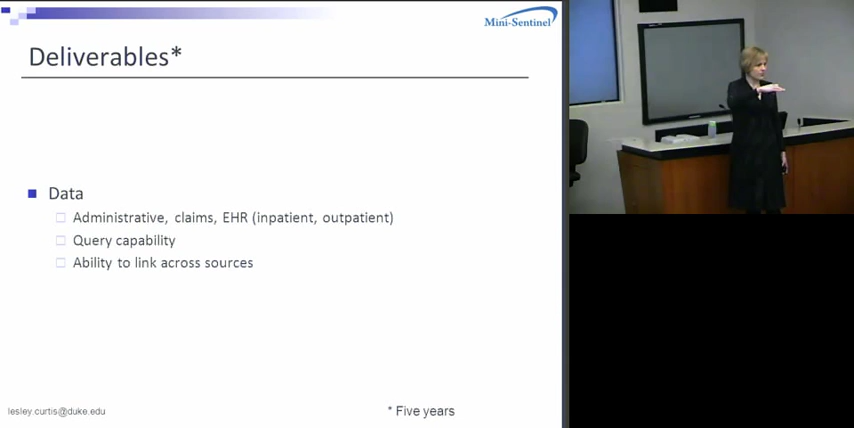 Mini-Sentinel
Deliverables*
Data
Administrative, claims, EHR (inpatient, outpatient)
Query capability
Ability to link across sources
lesley.curtis@duke.edu
* Five years